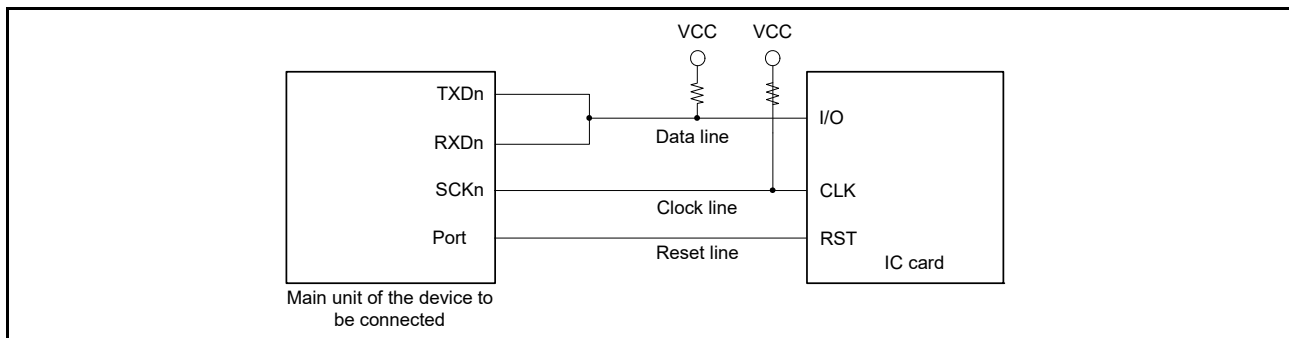 VCC
VCC
TXDn
I/O
Data line
RXDn
SCKn
CLK
Clock line
Port
RST
Reset line
IC card
Main unit of the device to
be connected